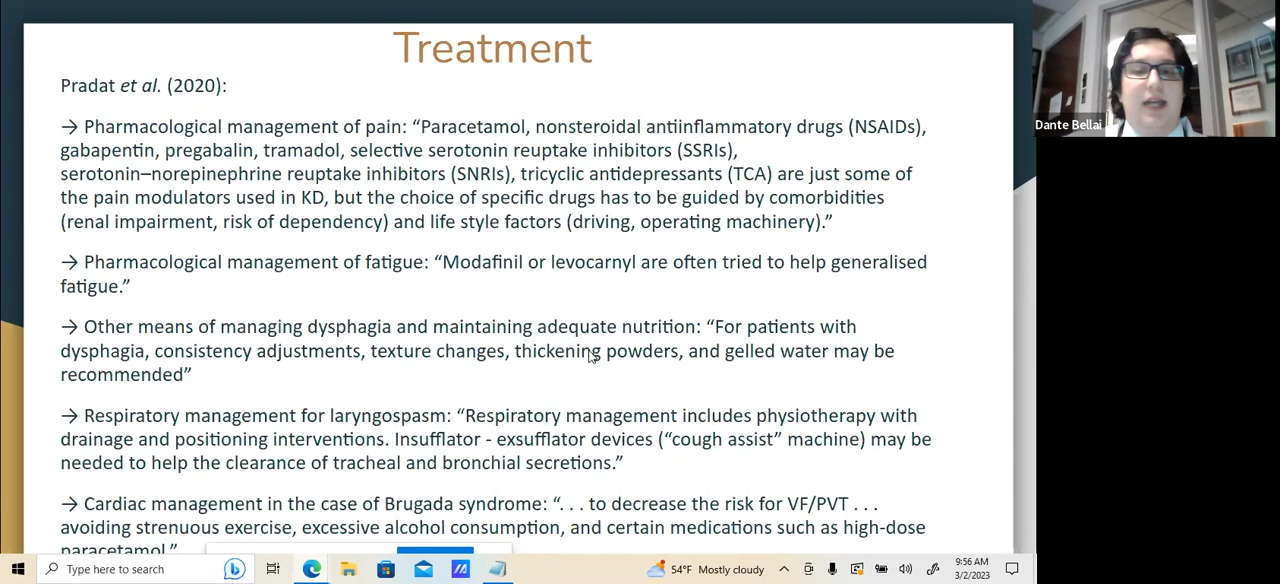 Treatment
Pradat et al. (2020):
→ Pharmacological management of pain: “Paracetamol, nonsteroidal antiinflammatory drugs (NSAIDs),
gabapentin, pregabalin, tramadol, selective serotonin reuptake inhibitors (SSRIs),
serotonin–norepinephrine reuptake inhibitors (SNRIs), tricyclic antidepressants (TCA) are just some of
the pain modulators used in KD, but the choice of specific drugs has to be guided by comorbidities
(renal impairment, risk of dependency) and life style factors (driving, operating machinery).”
→ Pharmacological management of fatigue: “Modafinil or levocarnyl are often tried to help generalised
fatigue.”
→ Other means of managing dysphagia and maintaining adequate nutrition: “For patients with
dysphagia, consistency adjustments, texture changes, thickening powders, and gelled water may be
recommended”
→ Respiratory management for laryngospasm: “Respiratory management includes physiotherapy with
drainage and positioning interventions. Insufflator - exsufflator devices (“cough assist” machine) may be
needed to help the clearance of tracheal and bronchial secretions.”
→ Cardiac management in the case of Brugada syndrome: “. . . to decrease the risk for VF/PVT . . .
avoiding strenuous exercise, excessive alcohol consumption, and certain medications such as high-dose
paracetamol.”
Dante Bellai
Type here to search
54°F Mostly cloudy
9:56 AM
3/2/2023